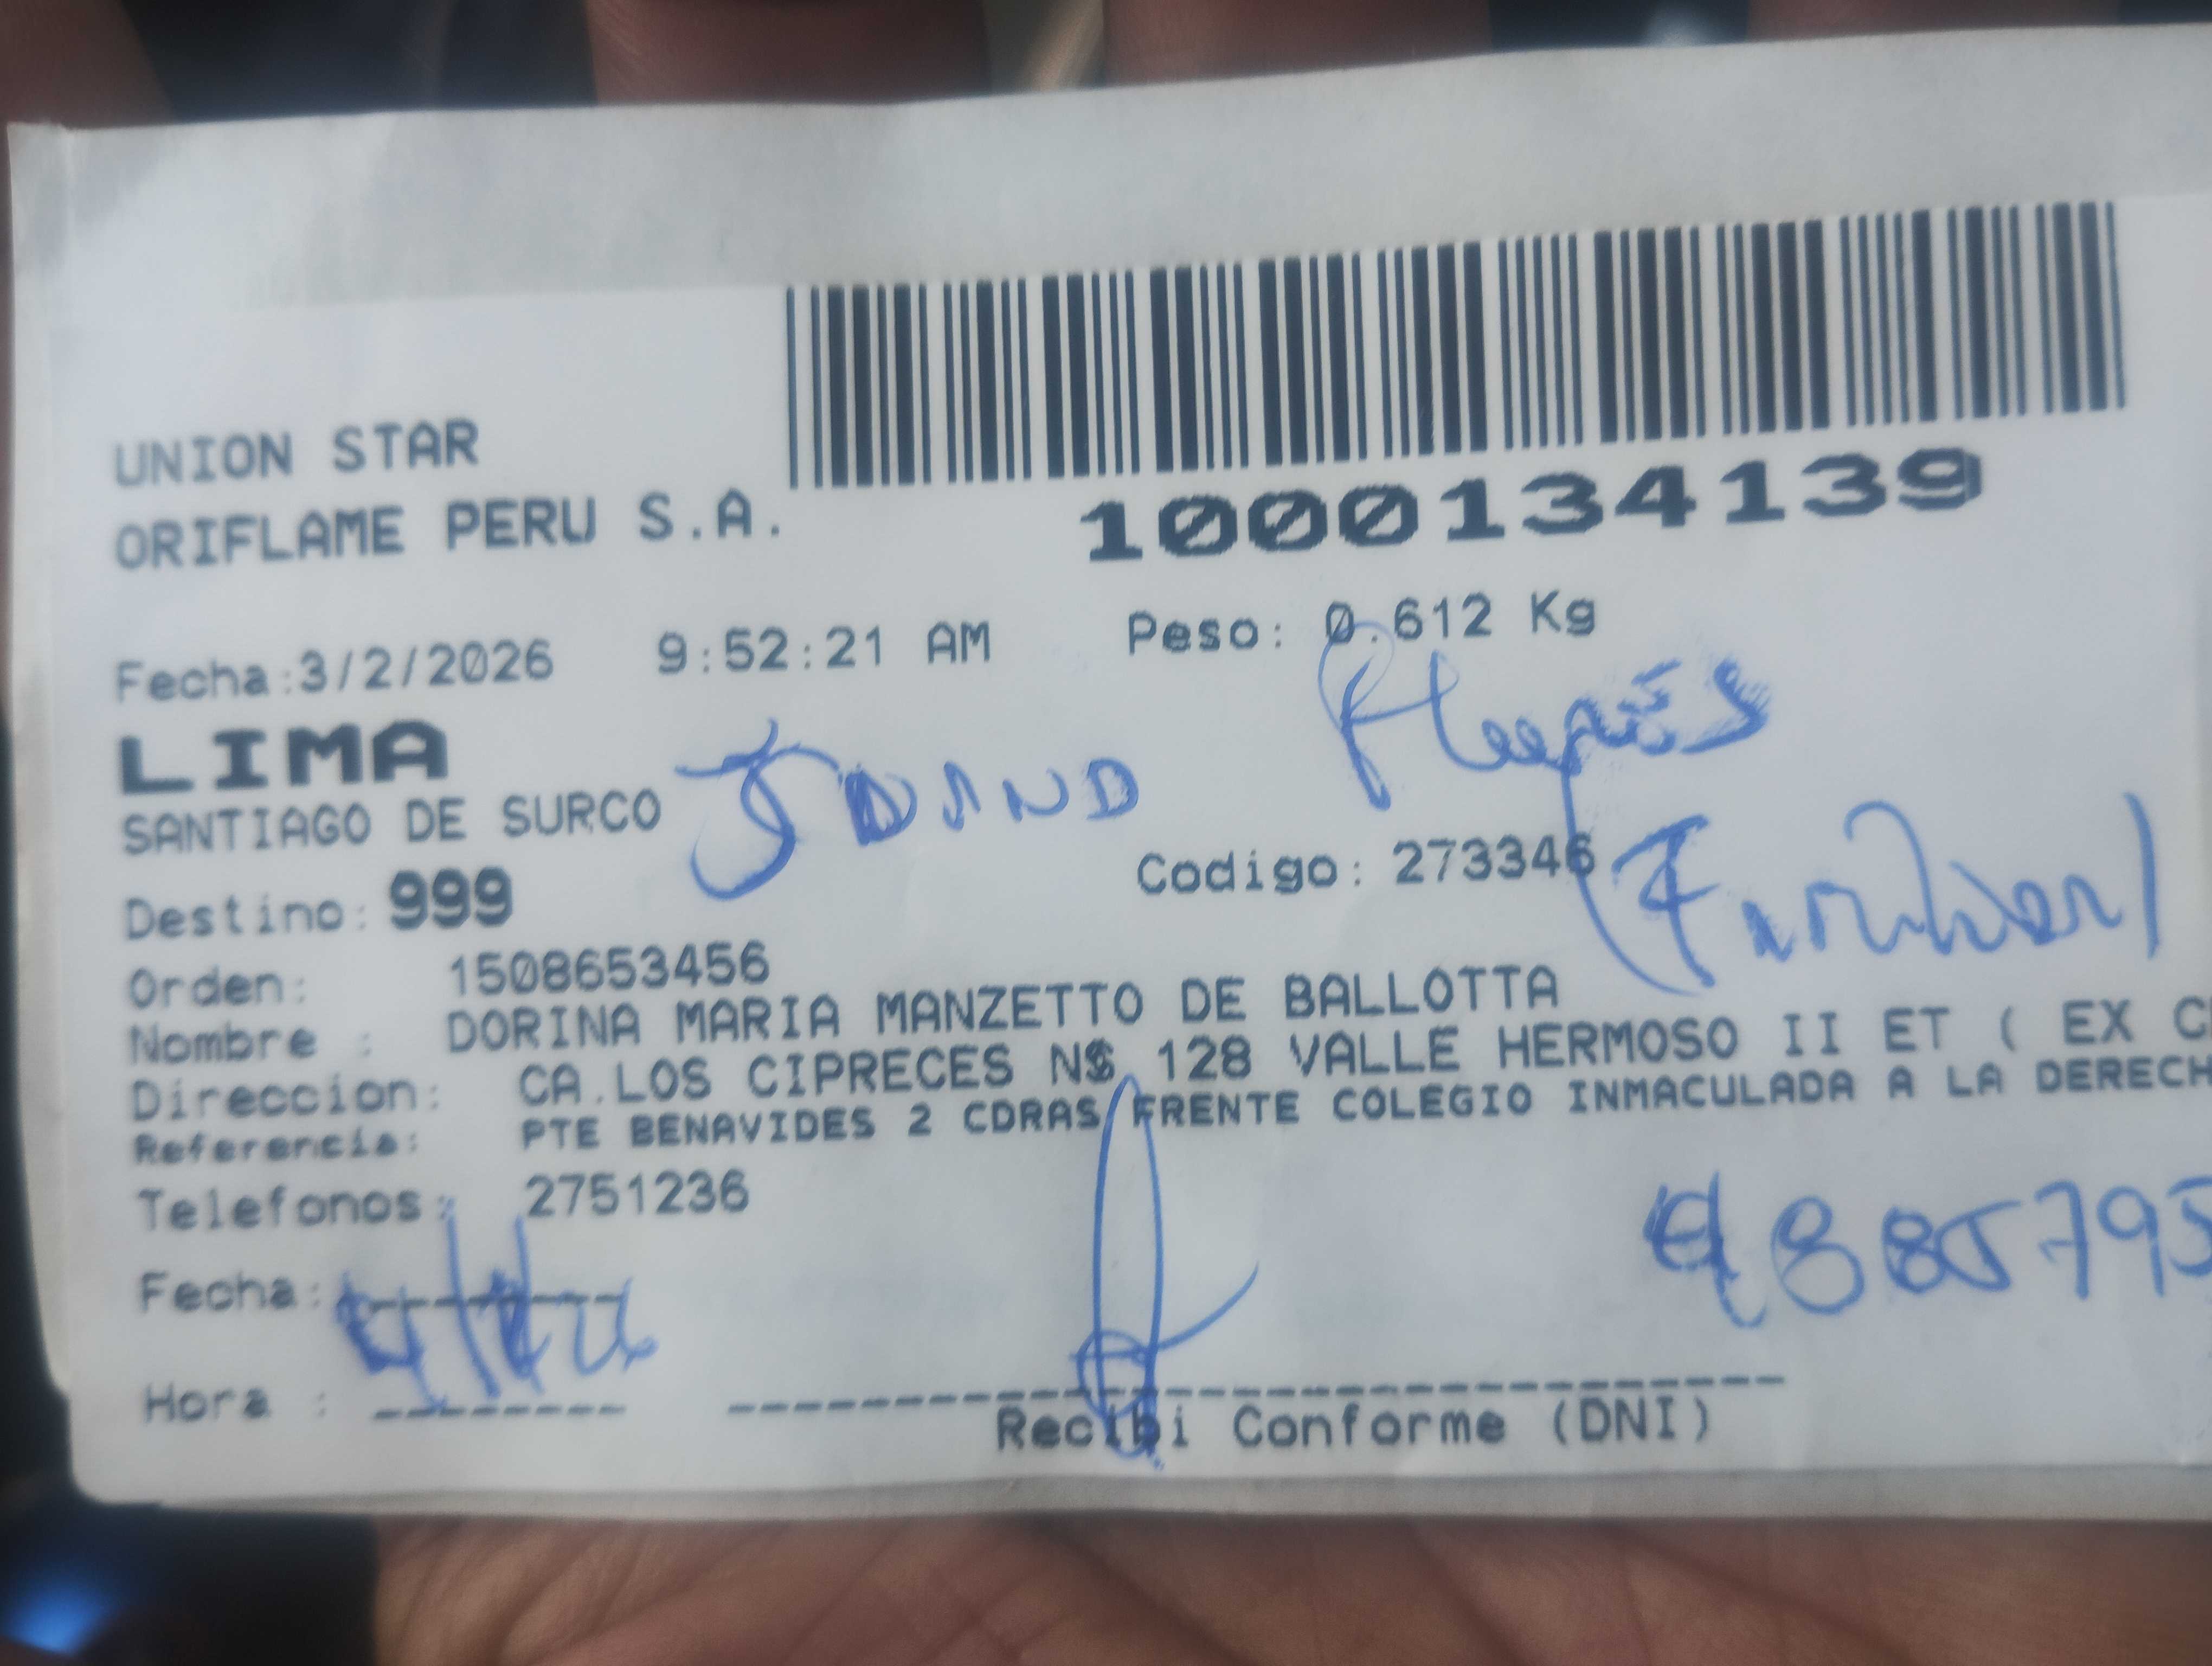 UNION STAR
ORIFLAME PERU S.A.
1000134139
Fecha:3/2/2026 9:52:21 AM Peso: 0.612 Kg
LIMA
SANTIAGO DE SURCO
Destino: 999 Codigo: 273346
Orden: 1508653456
Nombre : DORINA MARIA MANZETTO DE BALLOTTA
Direccion: CA.LOS CIPRECES N$ 128 VALLE HERMOSO II ET ( EX C
Referencia: PTE BENAVIDES 2 CDRAS FRENTE COLEGIO INMACULADA A LA DERECH
Telefonos: 2751236
9885795
Fecha:
Hora :
Recibi Conforme (DNI)